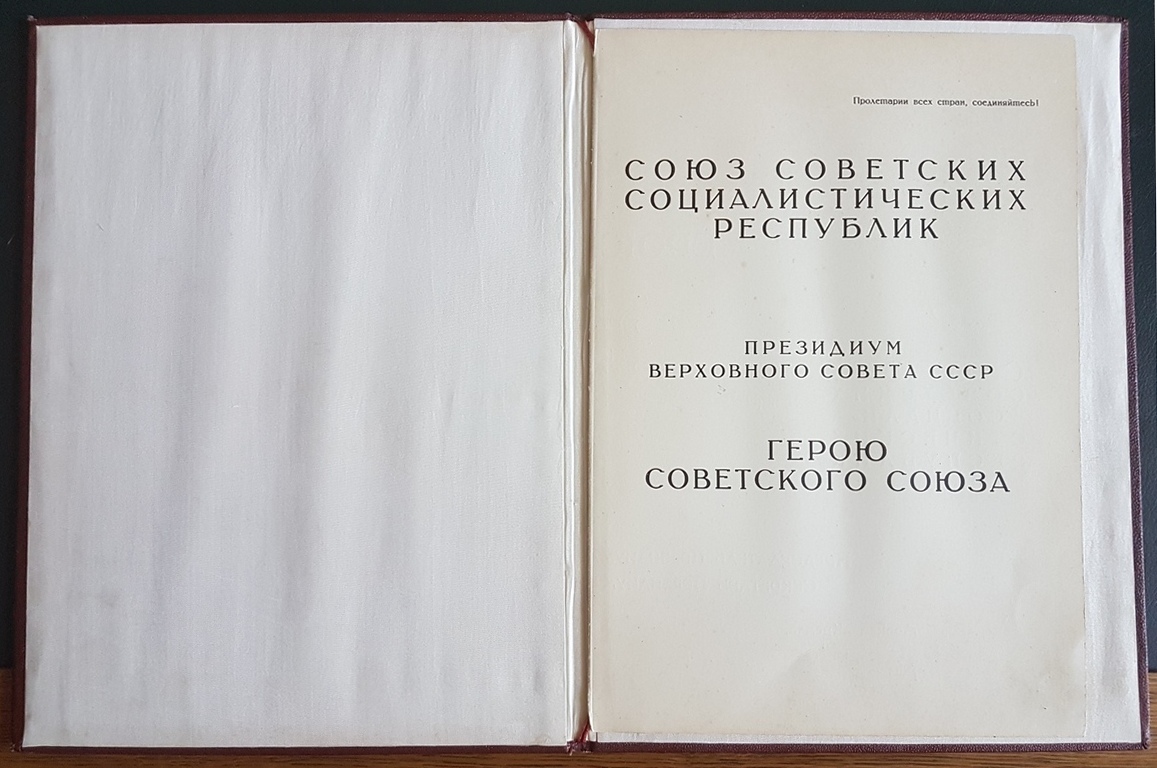 Пролетарии всех стран, соединяйтесь!
СОЮЗ СОВЕТСКИХ
СОЦИАЛИСТИЧЕСКИХ
РЕСПУБЛИК
ПРЕЗИДИУМ
ВЕРХОВНОГО СОВЕТА СССР
ГЕРОЮ
СОВЕТСКОГО СОЮЗА